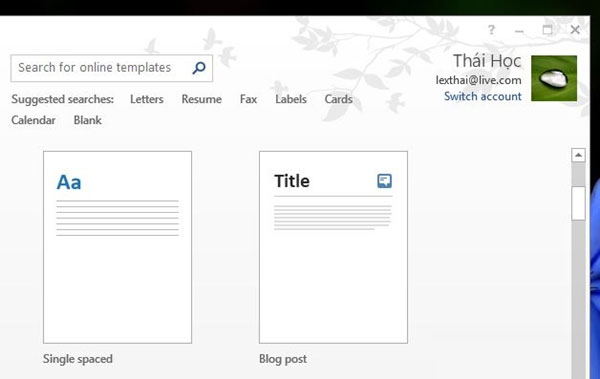 ?
Search for online templates
Thái Học
lexthai@live.com
Switch account
Suggested searches: Letters Resume Fax Labels Cards
Calendar Blank
Aa
Title
Single spaced
Blog post